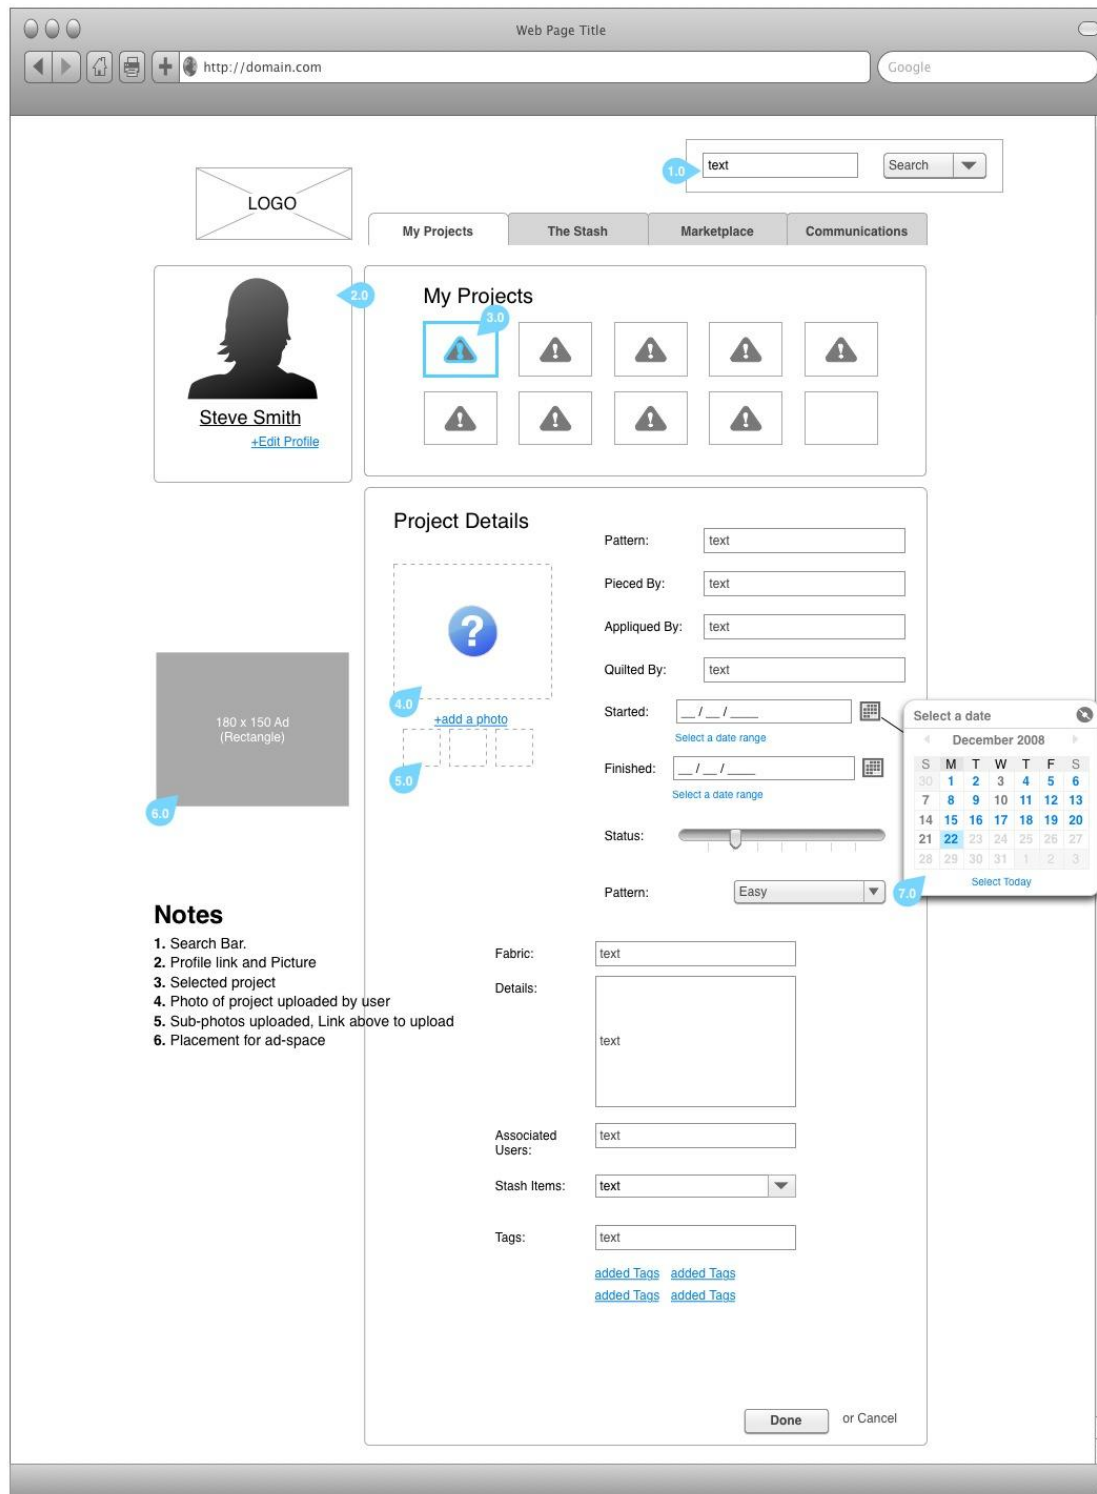 Web Page Title
http://domain.com
Google
1.0
text
Search
LOGO
My Projects
The Stash
Marketplace
Communications
2.0
Steve Smith
+Edit Profile
My Projects
3.0
Project Details
4.0
+add a photo
5.0
Pattern:
text
Pieced By:
text
Appliqued By:
text
Quilted By:
text
Started:
__ / __ / ____
Select a date range
Finished:
__ / __ / ____
Select a date range
Status:
Pattern:
Easy
7.0
Select a date
December 2008
S M T W T F S
30 1 2 3 4 5 6
7 8 9 10 11 12 13
14 15 16 17 18 19 20
21 22 23 24 25 26 27
28 29 30 31 1 2 3
Select Today
180 x 150 Ad
(Rectangle)
6.0
Notes
1. Search Bar.
2. Profile link and Picture
3. Selected project
4. Photo of project uploaded by user
5. Sub-photos uploaded, Link above to upload
6. Placement for ad-space
Fabric:
text
Details:
text
Associated
Users:
text
Stash Items:
text
Tags:
text
added Tags added Tags
added Tags added Tags
Done
or Cancel